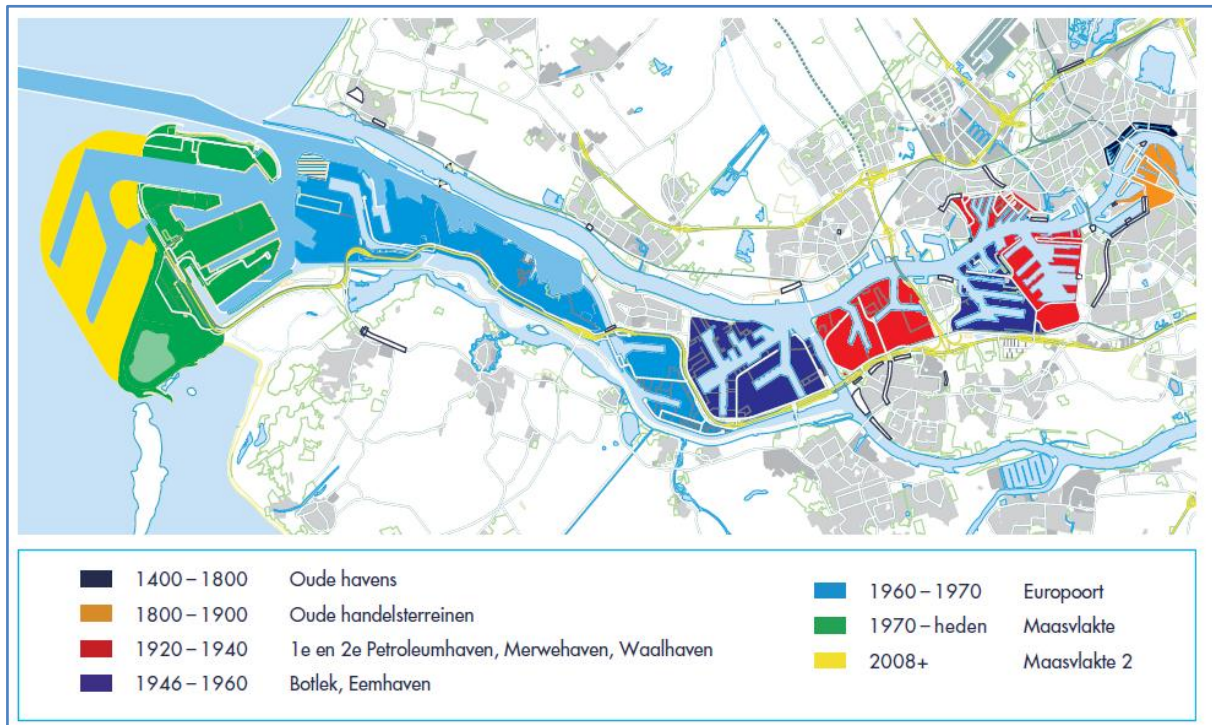 1400 – 1800 Oude havens
1800 – 1900 Oude handelsterreinen
1920 – 1940 1e en 2e Petroleumhaven, Merwehaven, Waalhaven
1946 – 1960 Botlek, Eemhaven
1960 – 1970 Europoort
1970 – heden Maasvlakte
2008+ Maasvlakte 2